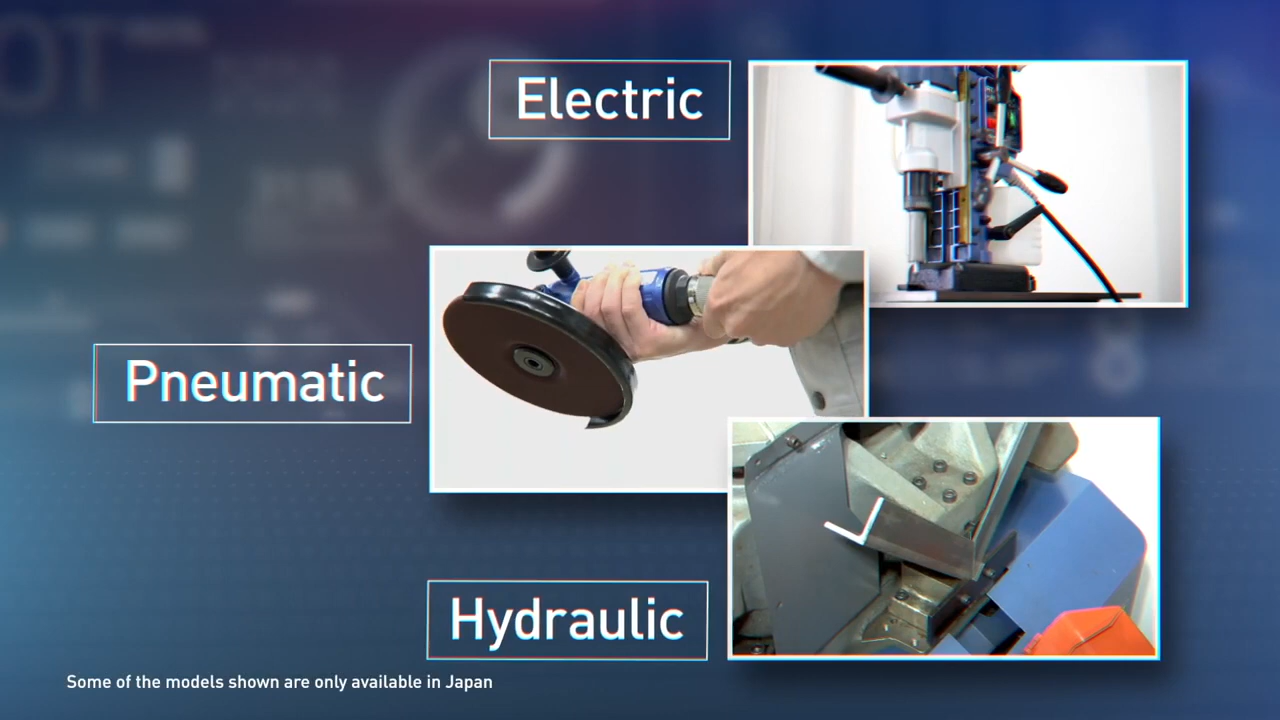 Electric
Pneumatic
Hydraulic
Some of the models shown are only available in Japan